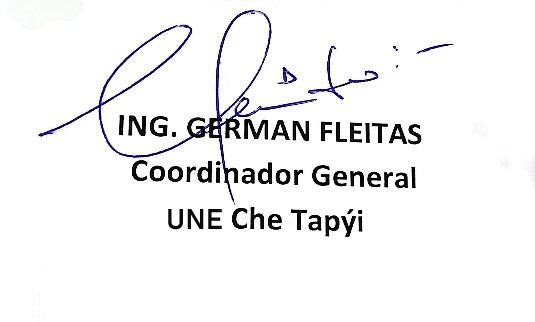 ING. GERMAN FLEITAS
Coordinador General
UNE Che Tapýi